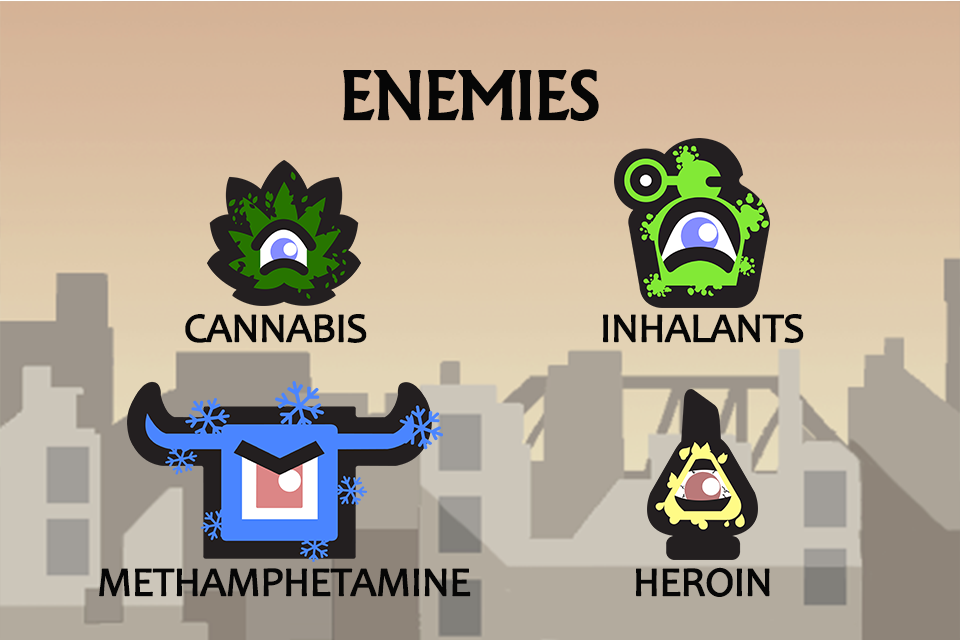 ENEMIES
CANNABIS
INHALANTS
METHAMPHETAMINE
HEROIN